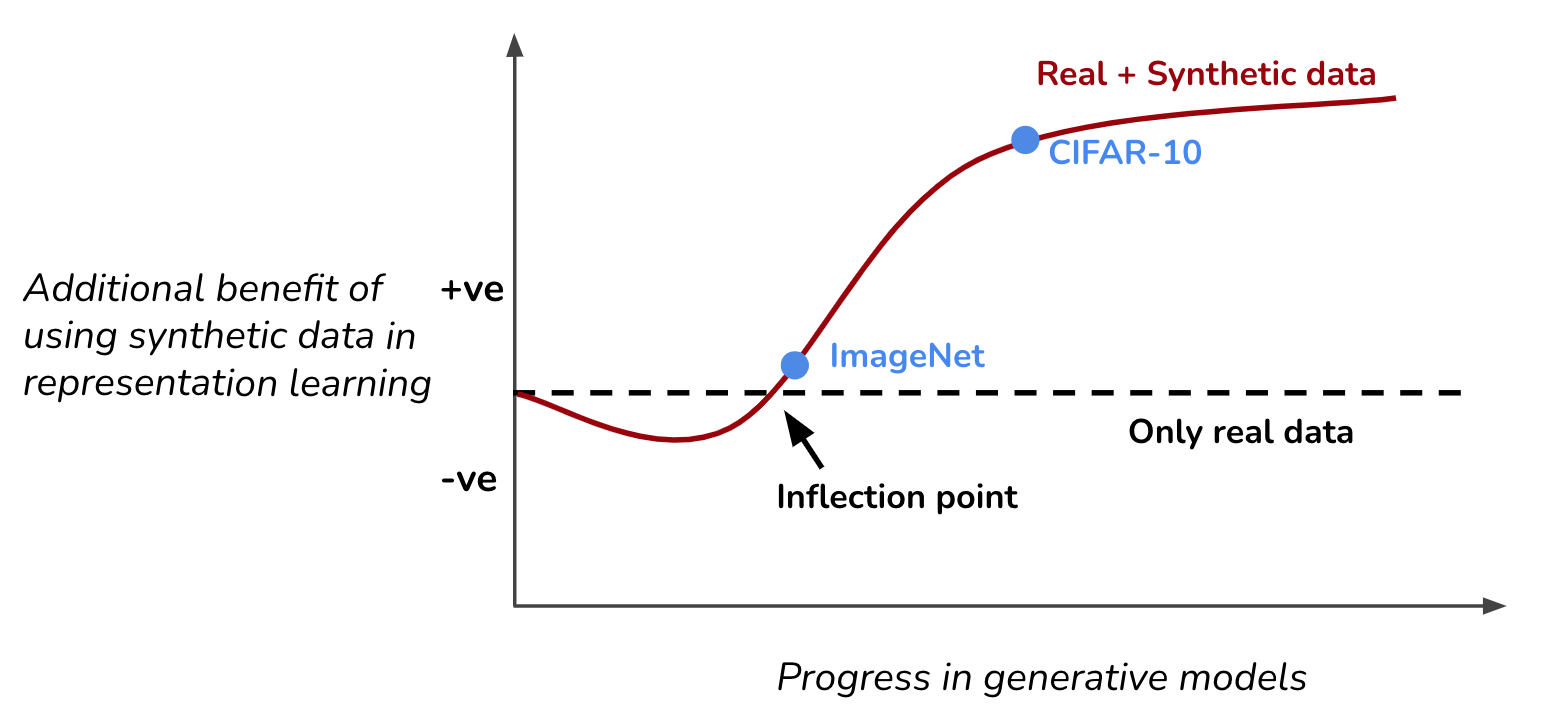 Real + Synthetic data
CIFAR-10
Additional benefit of
using synthetic data in
representation learning
+ve
ImageNet
Only real data
-ve
Inflection point
Progress in generative models